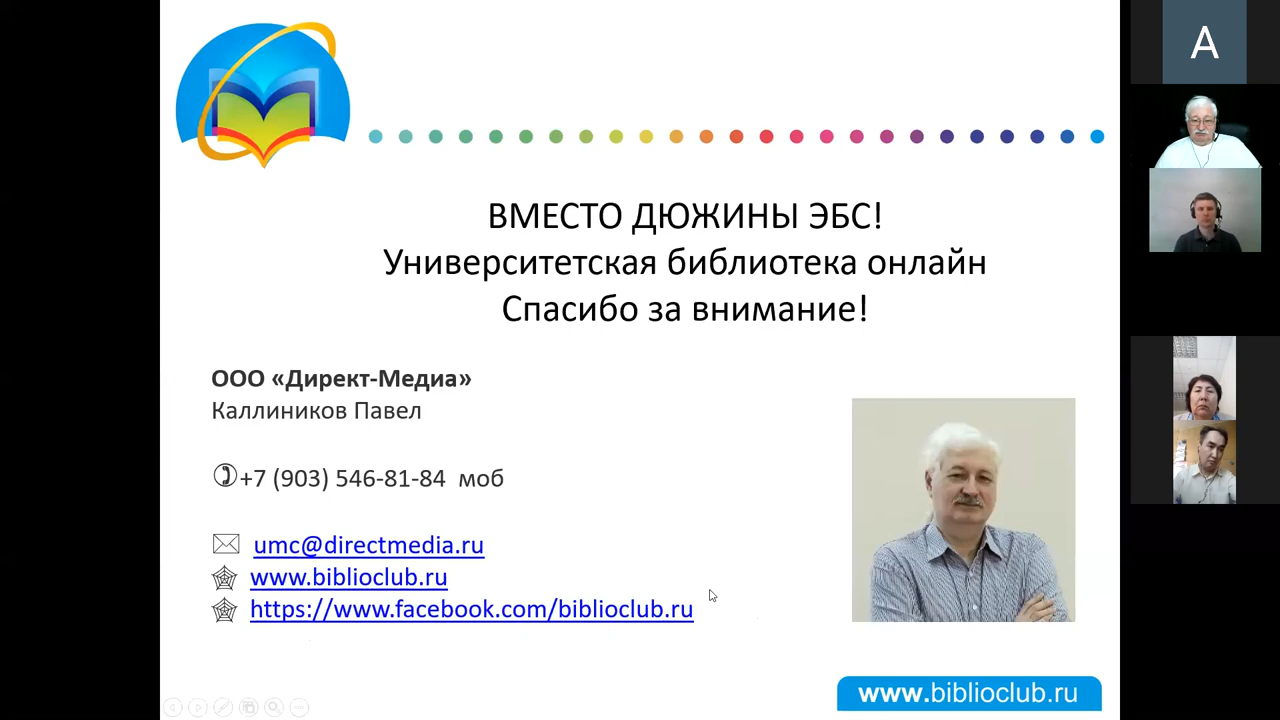 A
ВМЕСТО ДЮЖИНЫ ЭБС!
Университетская библиотека онлайн
Спасибо за внимание!
ООО «Директ-Медиа»
Каллиников Павел
+7 (903) 546-81-84 моб
umc@directmedia.ru
www.biblioclub.ru
https://www.facebook.com/biblioclub.ru
www.biblioclub.ru